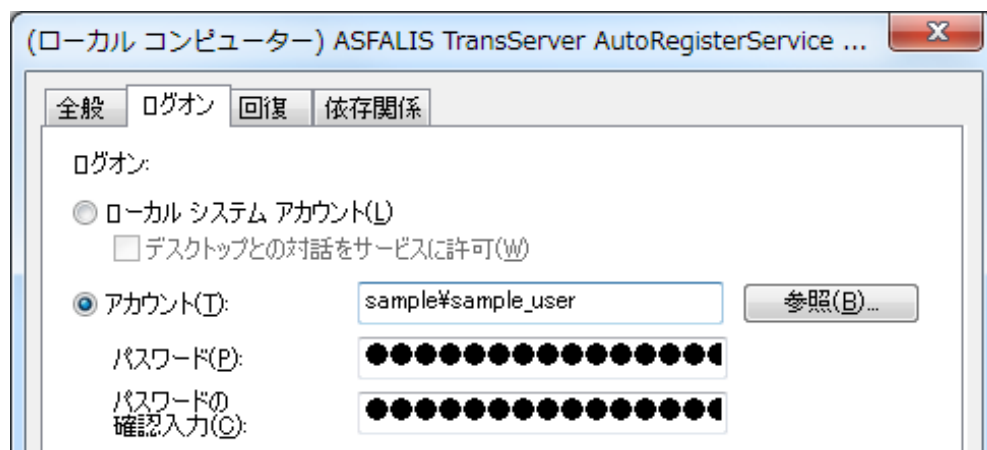 (ローカル コンピューター) ASFALIS TransServer AutoRegisterService ...
全般 ログオン 回復 依存関係
ログオン:
ローカル システム アカウント(L)
デスクトップとの対話をサービスに許可(W)
アカウント(T): sample¥sample_user 参照(B)...
パスワード(P): ●●●●●●●●●●●●●●●
パスワードの
確認入力(C): ●●●●●●●●●●●●●●●